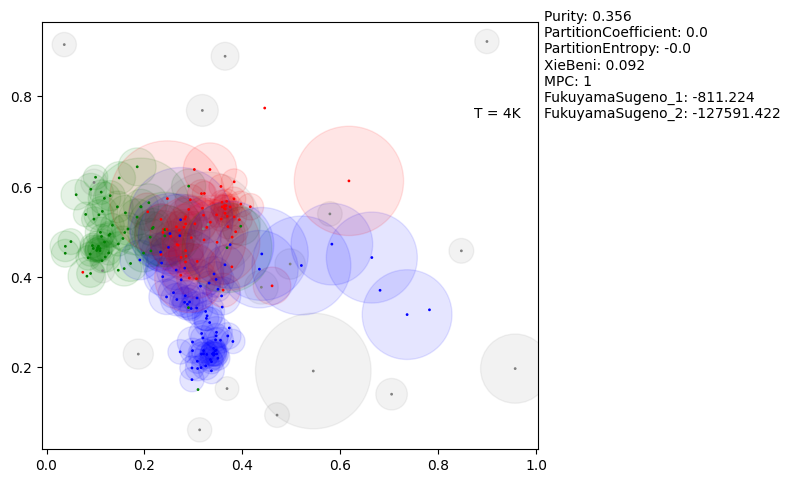 Purity: 0.356
PartitionCoefficient: 0.0
PartitionEntropy: -0.0
XieBeni: 0.092
MPC: 1
FukuyamaSugeno_1: -811.224
FukuyamaSugeno_2: -127591.422
T = 4K
0.8
0.6
0.4
0.2
0.0 0.2 0.4 0.6 0.8 1.0